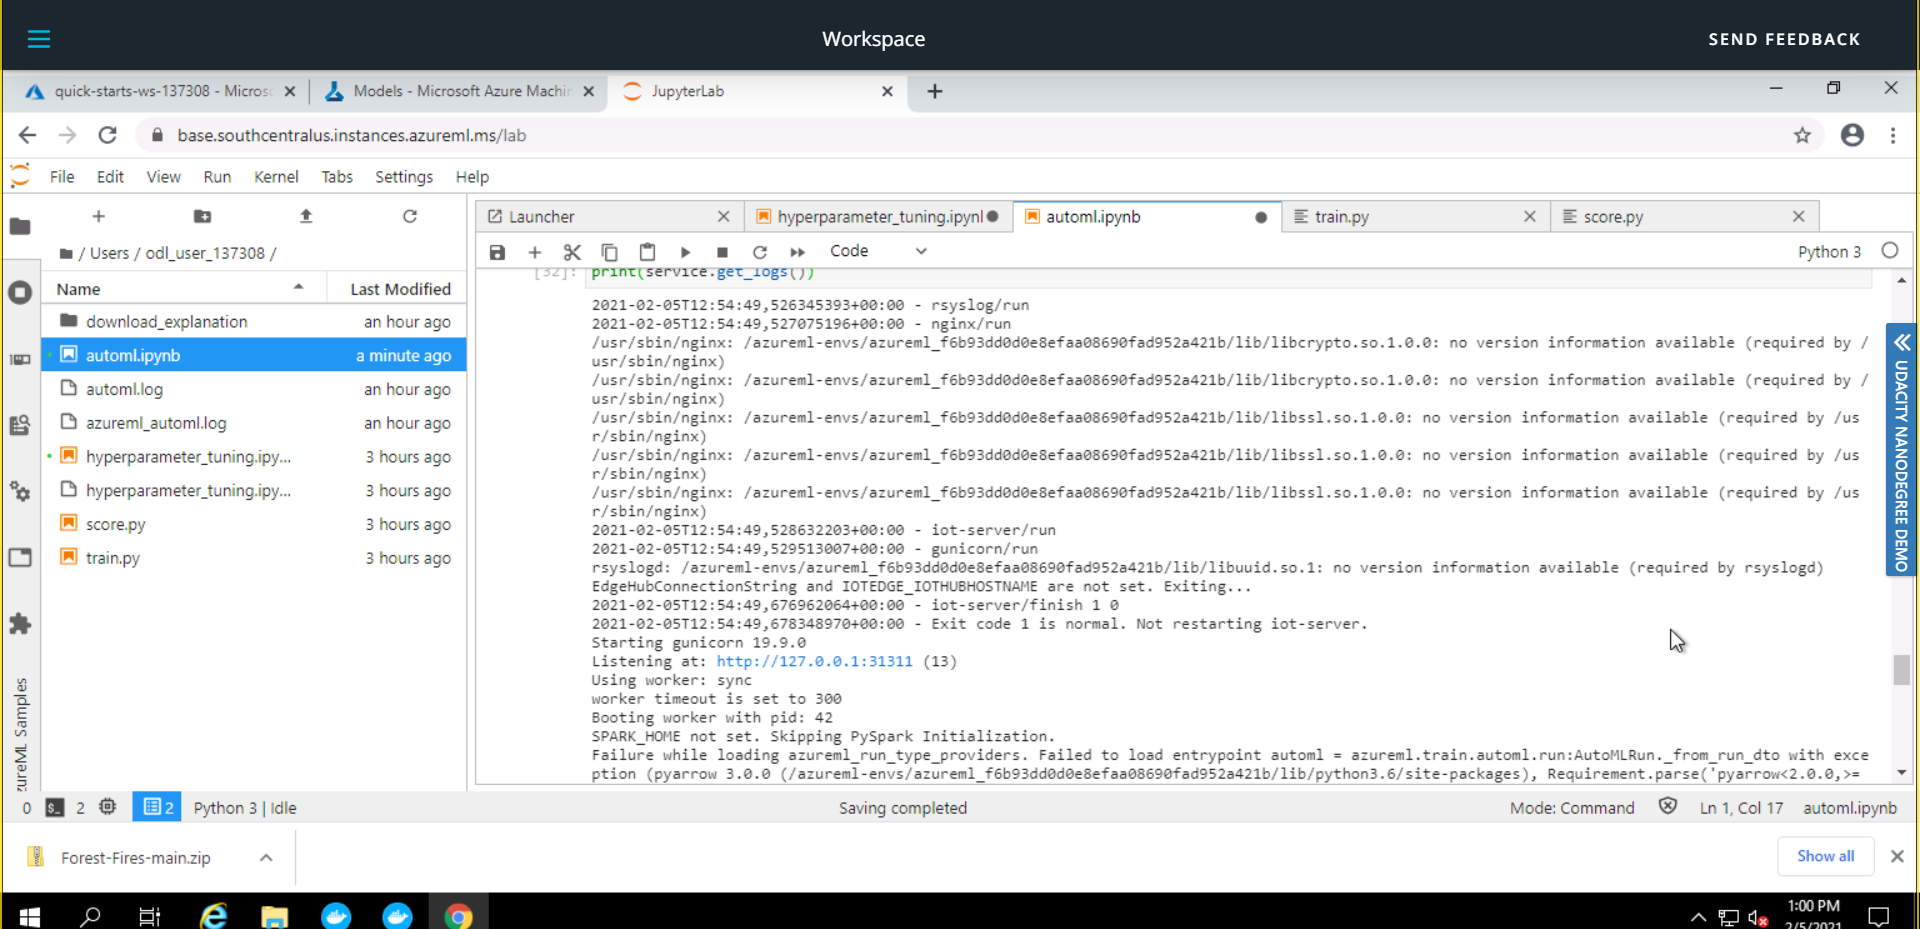 Workspace
SEND FEEDBACK
quick-starts-ws-137308 - Micros
Models - Microsoft Azure Machin
JupyterLab
base.southcentralus.instances.azureml.ms/lab
File Edit View Run Kernel Tabs Settings Help
Launcher
hyperparameter_tuning.ipynl
automl.ipynb
train.py
score.py
/ Users / odl_user_137308 /
Code
Python 3
Name Last Modified
download_explanation an hour ago
automl.ipynb a minute ago
automl.log an hour ago
azureml_automl.log an hour ago
hyperparameter_tuning.ipy... 3 hours ago
hyperparameter_tuning.ipy... 3 hours ago
score.py 3 hours ago
train.py 3 hours ago
zureML Samples
[32]: print(service.get_logs())
2021-02-05T12:54:49,526345393+00:00 - rsyslog/run
2021-02-05T12:54:49,527075196+00:00 - nginx/run
/usr/sbin/nginx: /azureml-envs/azureml_f6b93dd0d0e8efaa08690fad952a421b/lib/libcrypto.so.1.0.0: no version information available (required by /
usr/sbin/nginx)
/usr/sbin/nginx: /azureml-envs/azureml_f6b93dd0d0e8efaa08690fad952a421b/lib/libcrypto.so.1.0.0: no version information available (required by /
usr/sbin/nginx)
/usr/sbin/nginx: /azureml-envs/azureml_f6b93dd0d0e8efaa08690fad952a421b/lib/libssl.so.1.0.0: no version information available (required by /us
r/sbin/nginx)
/usr/sbin/nginx: /azureml-envs/azureml_f6b93dd0d0e8efaa08690fad952a421b/lib/libssl.so.1.0.0: no version information available (required by /us
r/sbin/nginx)
/usr/sbin/nginx: /azureml-envs/azureml_f6b93dd0d0e8efaa08690fad952a421b/lib/libssl.so.1.0.0: no version information available (required by /us
r/sbin/nginx)
2021-02-05T12:54:49,528632203+00:00 - iot-server/run
2021-02-05T12:54:49,529513007+00:00 - gunicorn/run
rsyslogd: /azureml-envs/azureml_f6b93dd0d0e8efaa08690fad952a421b/lib/libuuid.so.1: no version information available (required by rsyslogd)
EdgeHubConnectionString and IOTEDGE_IOTHUBHOSTNAME are not set. Exiting...
2021-02-05T12:54:49,676962064+00:00 - iot-server/finish 1 0
2021-02-05T12:54:49,678348970+00:00 - Exit code 1 is normal. Not restarting iot-server.
Starting gunicorn 19.9.0
Listening at: http://127.0.0.1:31311 (13)
Using worker: sync
worker timeout is set to 300
Booting worker with pid: 42
SPARK_HOME not set. Skipping PySpark Initialization.
Failure while loading azureml_run_type_providers. Failed to load entrypoint automl = azureml.train.automl.run:AutoMLRun._from_run_dto with exce
ption (pyarrow 3.0.0 (/azureml-envs/azureml_f6b93dd0d0e8efaa08690fad952a421b/lib/python3.6/site-packages), Requirement.parse('pyarrow<2.0.0,>=
UDACITY NANODEGREE DEMO
0 2 2 Python 3 | Idle
Saving completed
Mode: Command Ln 1, Col 17 automl.ipynb
Forest-Fires-main.zip
Show all
1:00 PM
2/5/2021